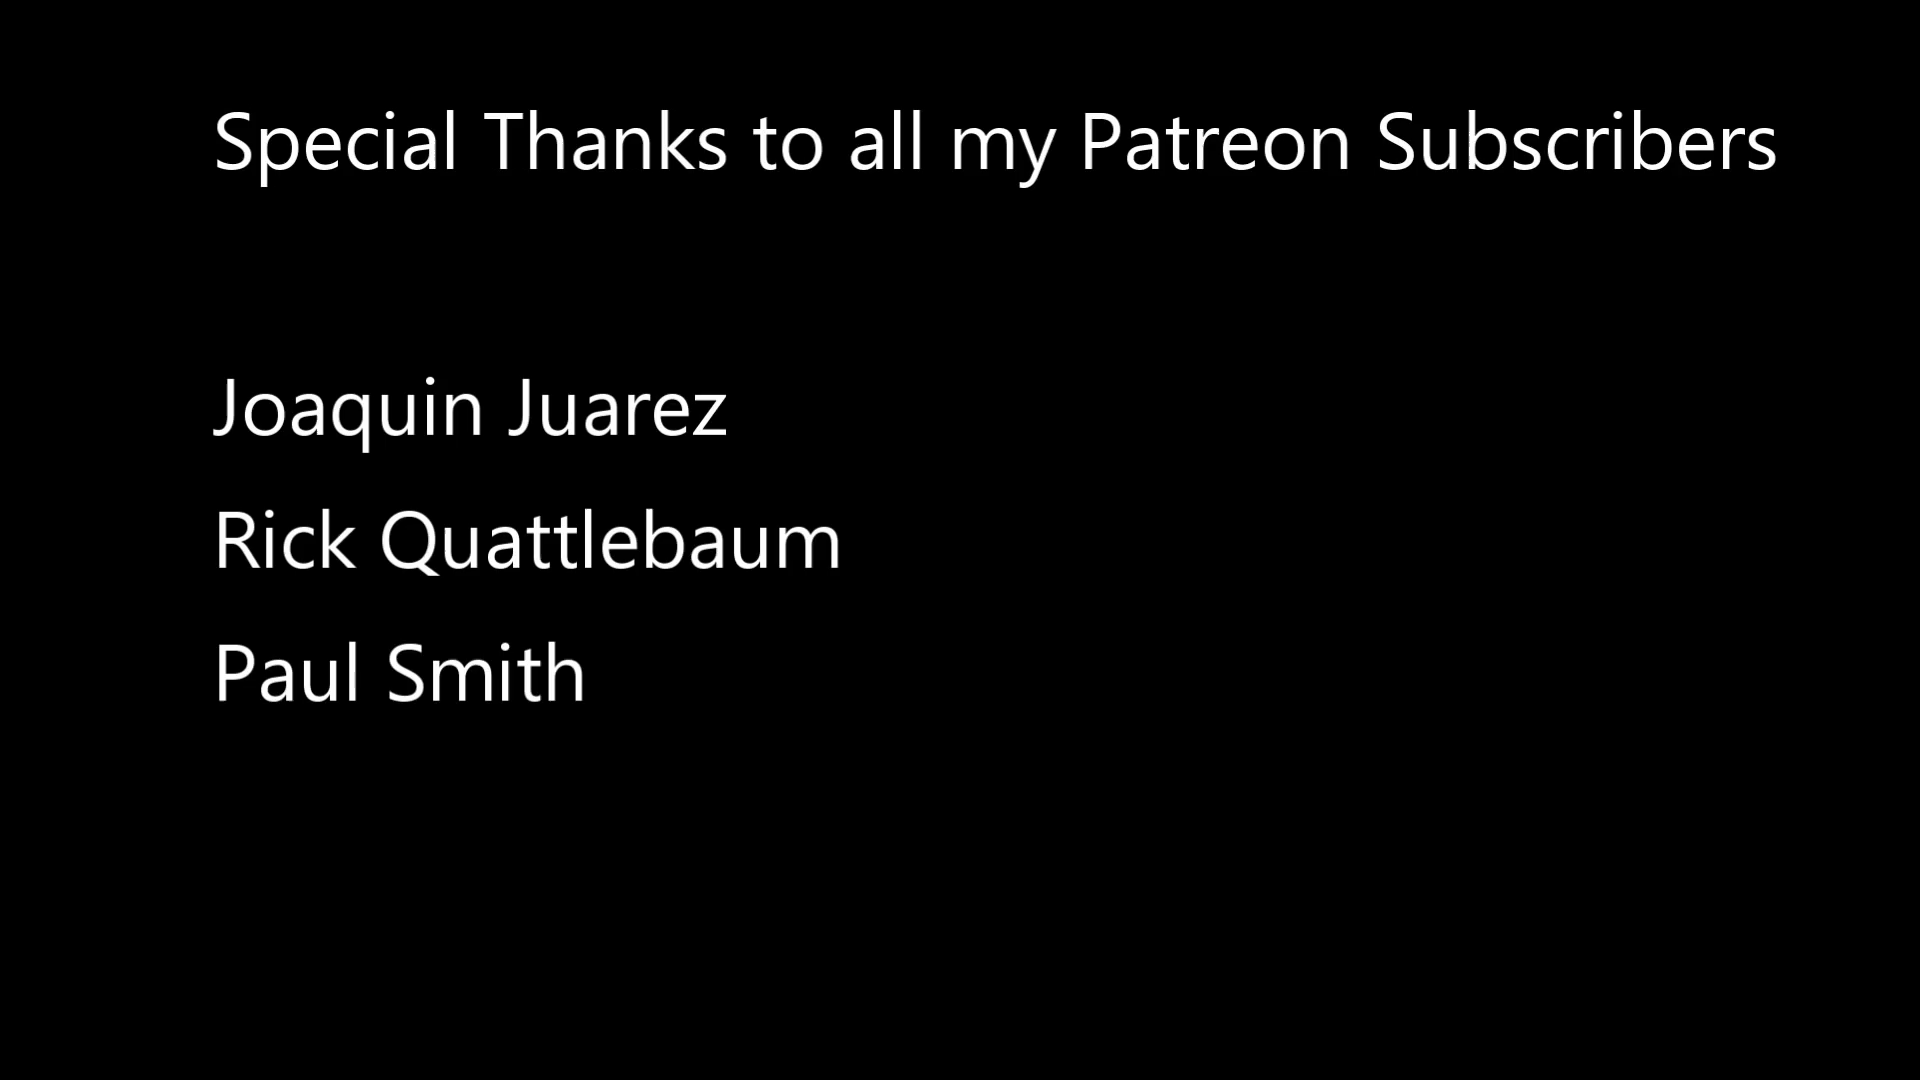 Special Thanks to all my Patreon Subscribers
Joaquin Juarez
Rick Quattlebaum
Paul Smith